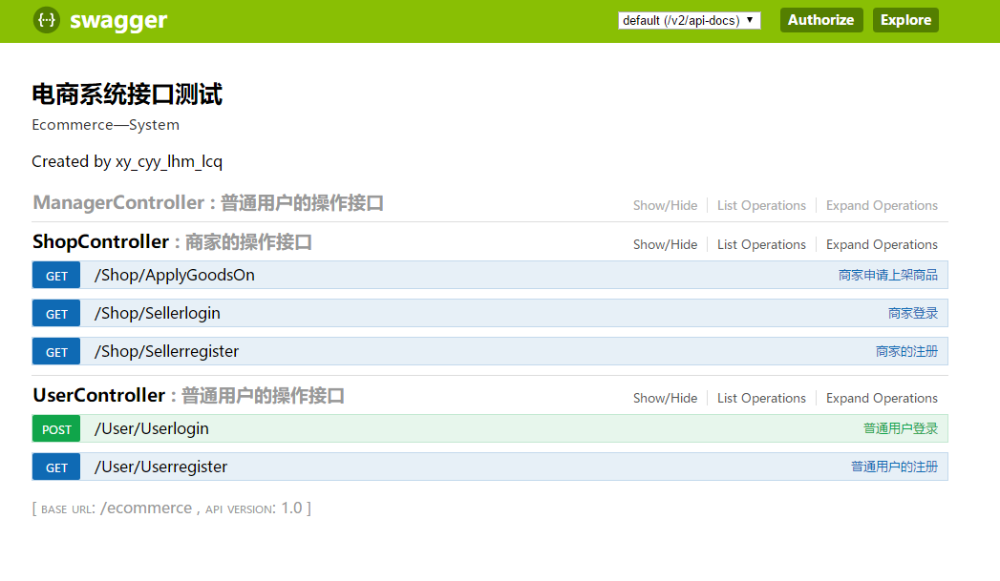 {···} swagger default (/v2/api-docs) Authorize Explore
电商系统接口测试
Ecommerce—System
Created by xy_cyy_lhm_lcq
ManagerController : 普通用户的操作接口 Show/Hide List Operations Expand Operations
ShopController : 商家的操作接口 Show/Hide List Operations Expand Operations
GET /Shop/ApplyGoodsOn 商家申请上架商品
GET /Shop/Sellerlogin 商家登录
GET /Shop/Sellerregister 商家的注册
UserController : 普通用户的操作接口 Show/Hide List Operations Expand Operations
POST /User/Userlogin 普通用户登录
GET /User/Userregister 普通用户的注册
[ BASE URL: /ecommerce , API VERSION: 1.0 ]